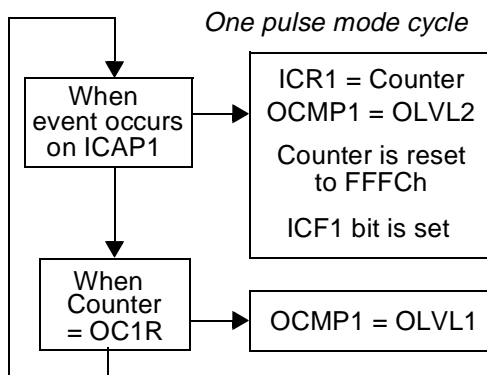 One pulse mode cycle
When
event occurs
on ICAP1
ICR1 = Counter
OCMP1 = OLVL2
Counter is reset
to FFFCh
ICF1 bit is set
When
Counter
= OC1R
OCMP1 = OLVL1